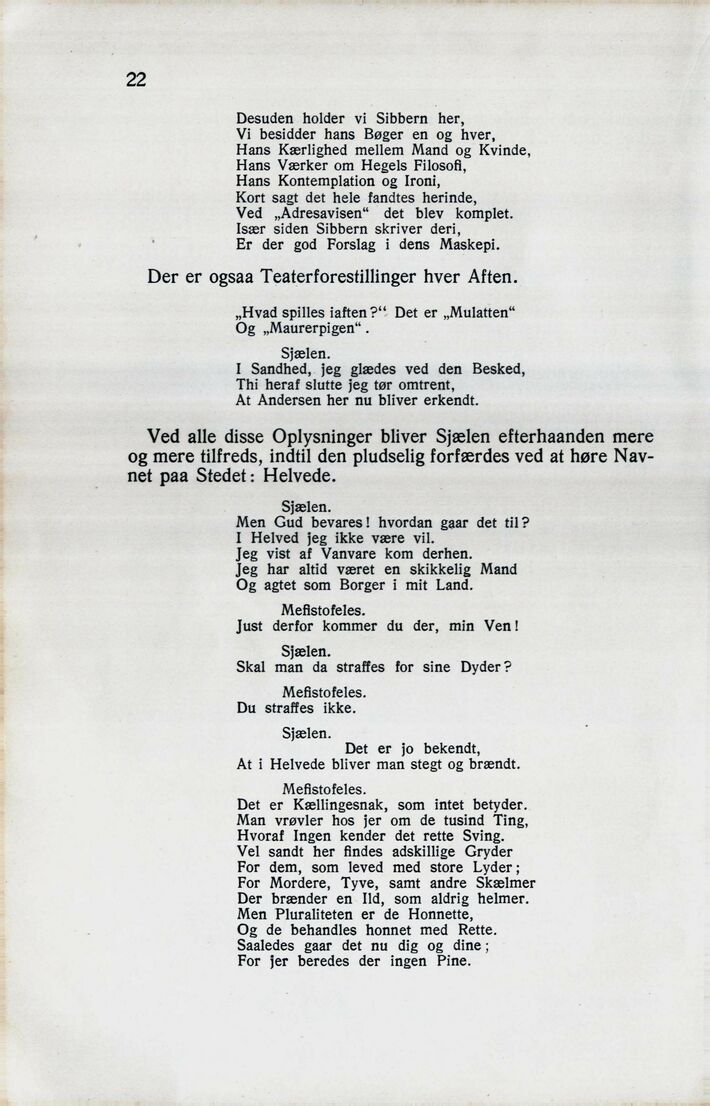 22
Desuden holder vi Sibbern her,
Vi besidder hans Bøger en og hver,
Hans Kærlighed mellem Mand og Kvinde,
Hans Værker om Hegels Filosofi,
Hans Kontemplation og Ironi,
Kort sagt det hele fandtes herinde,
Ved „Adresavisen“ det blev komplet.
Især siden Sibbern skriver deri,
Er der god Forslag i dens Maskepi.
Der er ogsaa Teaterforestillinger hver Aften.
„Hvad spilles iaften?“ Det er „Mulatten“
Og „Maurerpigen“.
Sjælen.
I Sandhed, jeg glædes ved den Besked,
Thi heraf slutte jeg tør omtrent,
At Andersen her nu bliver erkendt.
Ved alle disse Oplysninger bliver Sjælen efterhaanden mere
og mere tilfreds, indtil den pludselig forfærdes ved at høre Nav-
net paa Stedet: Helvede.
Sjælen.
Men Gud bevares! hvordan gaar det til?
I Helved jeg ikke være vil.
Jeg vist af Vanvare kom derhen.
Jeg har altid været en skikkelig Mand
Og agtet som Borger i mit Land.
Mefistofeles.
Just derfor kommer du der, min Ven!
Sjælen.
Skal man da straffes for sine Dyder?
Mefistofeles.
Du straffes ikke.
Sjælen.
Det er jo bekendt,
At i Helvede bliver man stegt og brændt.
Mefistofeles.
Det er Kællingesnak, som intet betyder.
Man vrøvler hos jer om de tusind Ting,
Hvoraf Ingen kender det rette Sving.
Vel sandt her findes adskillige Gryder
For dem, som leved med store Lyder;
For Mordere, Tyve, samt andre Skælmer
Der brænder en Ild, som aldrig helmer.
Men Pluraliteten er de Honnette,
Og de behandles honnet med Rette.
Saaledes gaar det nu dig og dine;
For jer beredes der ingen Pine.